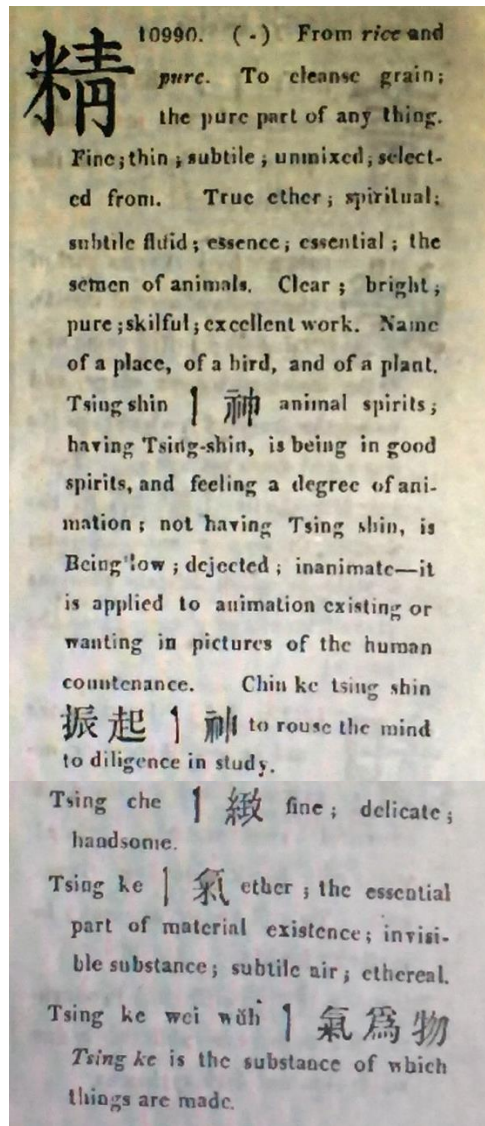 精 10990. (-) From rice and
pure. To cleanse grain;
the pure part of any thing.
Fine; thin; subtile; unmixed; select-
ed from. True ether; spiritual;
subtile fluid; essence; essential; the
semen of animals. Clear; bright;
pure; skilful; excellent work. Name
of a place, of a bird, and of a plant.
Tsing shin 丨 神 animal spirits;
having Tsing-shin, is being in good
spirits, and feeling a degree of ani-
mation; not having Tsing shin, is
Being low; dejected; inanimate—it
is applied to animation existing or
wanting in pictures of the human
countenance. Chin ke tsing shin
振起丨神 to rouse the mind
to diligence in study.
Tsing che 丨 緻 fine; delicate;
handsome.
Tsing ke 丨 氣 ether; the essential
part of material existence; invisi-
ble substance; subtile air; ethereal.
Tsing ke wei wŭh 丨 氣爲物
Tsing ke is the substance of which
things are made.